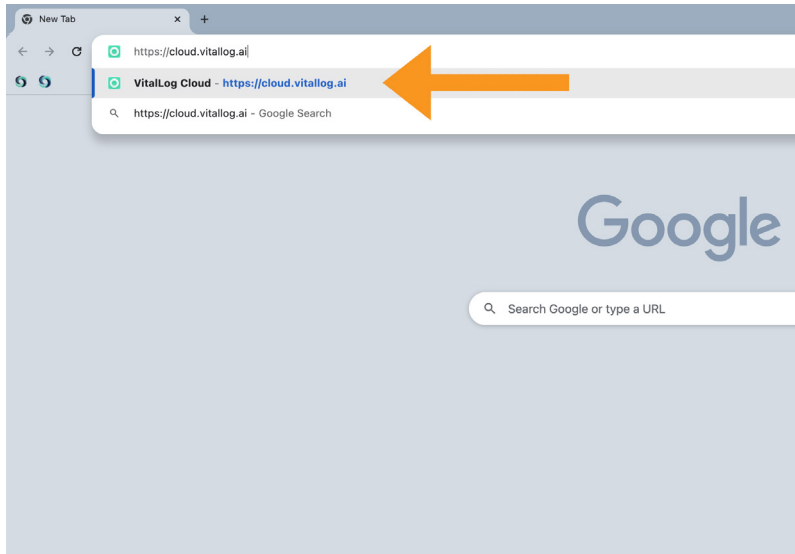 New Tab
https://cloud.vitallog.ai
VitalLog Cloud - https://cloud.vitallog.ai
https://cloud.vitallog.ai - Google Search
Google
Search Google or type a URL